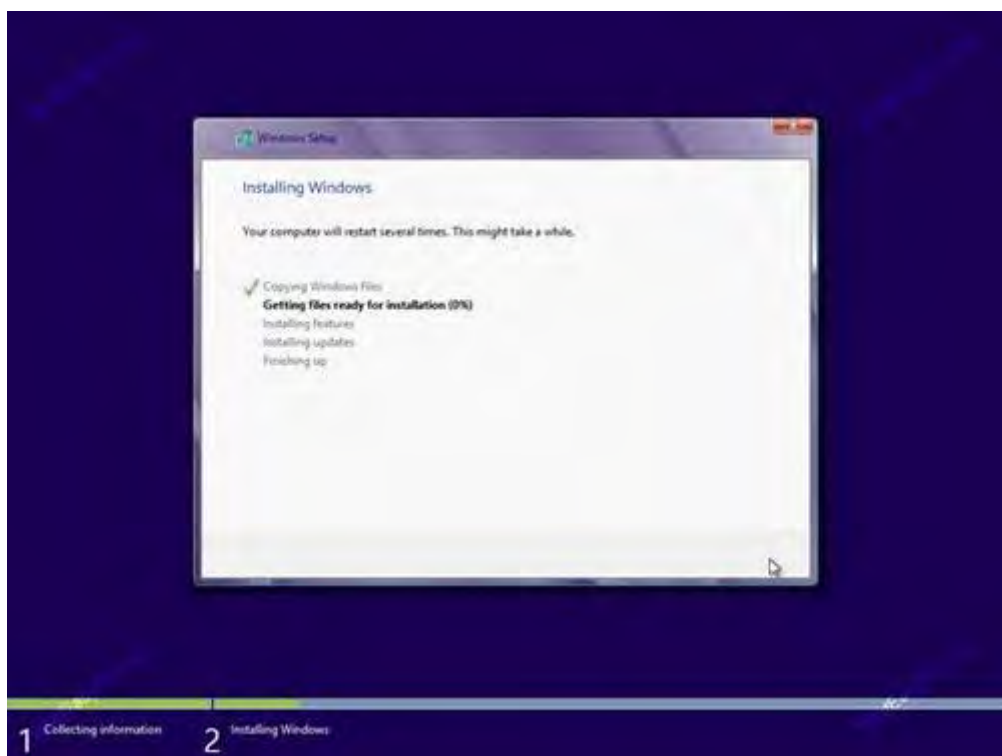 Windows Setup
Installing Windows
Your computer will restart several times. This might take a while.
Copying Windows files
Getting files ready for installation (0%)
Installing features
Installing updates
Finishing up
1 Collecting information
2 Installing Windows